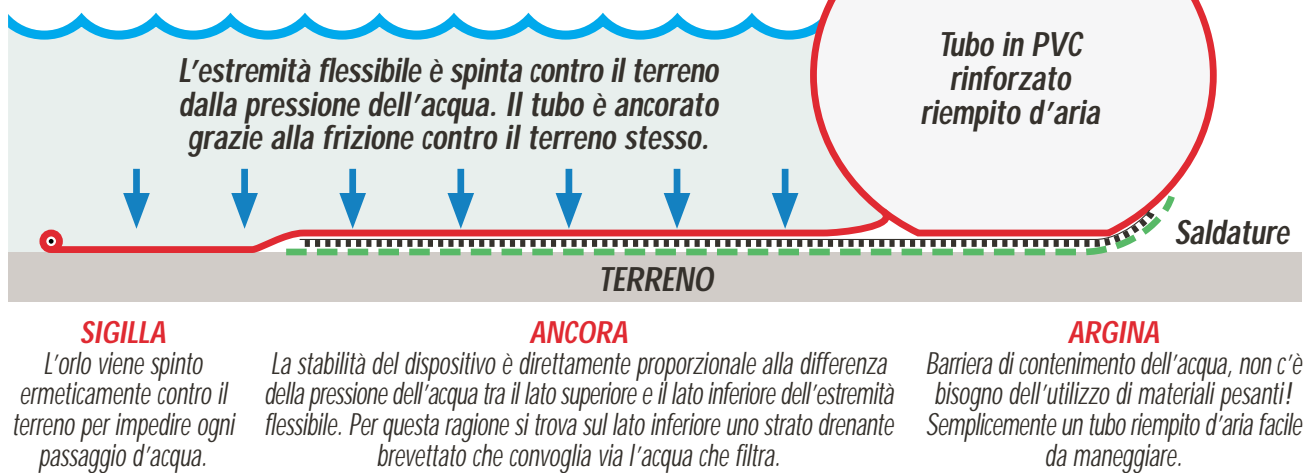 L'estremità flessibile è spinta contro il terreno
dalla pressione dell'acqua. Il tubo è ancorato
grazie alla frizione contro il terreno stesso.
Tubo in PVC
rinforzato
riempito d'aria
Saldature
TERRENO
SIGILLA
L'orlo viene spinto
ermeticamente contro il
terreno per impedire ogni
passaggio d'acqua.
ANCORA
La stabilità del dispositivo è direttamente proporzionale alla differenza
della pressione dell'acqua tra il lato superiore e il lato inferiore dell'estremità
flessibile. Per questa ragione si trova sul lato inferiore uno strato drenante
brevettato che convoglia via l'acqua che filtra.
ARGINA
Barriera di contenimento dell'acqua, non c'è
bisogno dell'utilizzo di materiali pesanti!
Semplicemente un tubo riempito d'aria facile
da maneggiare.